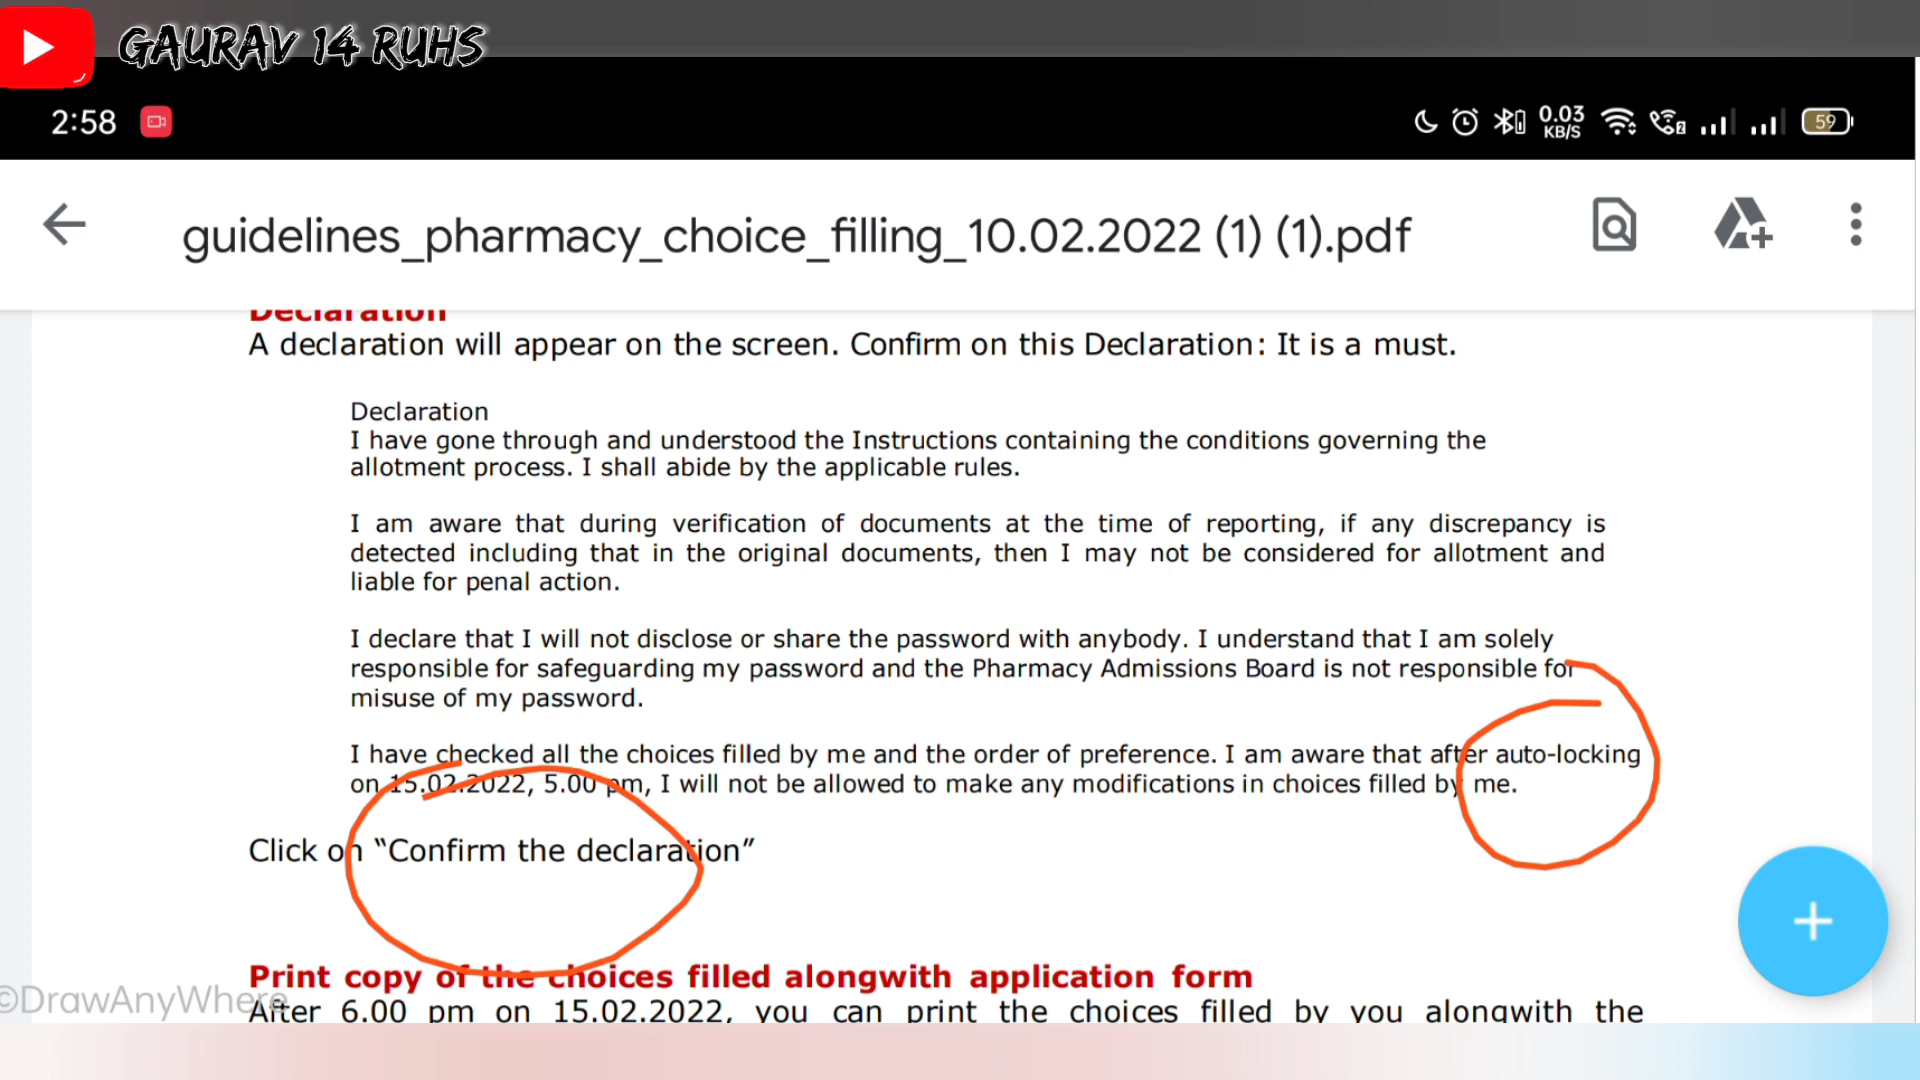 GAURAV 14 RUHS
2:58
0.03 KB/S
2
59
guidelines_pharmacy_choice_filling_10.02.2022 (1) (1).pdf
Declaration
A declaration will appear on the screen. Confirm on this Declaration: It is a must.
Declaration
I have gone through and understood the Instructions containing the conditions governing the
allotment process. I shall abide by the applicable rules.
I am aware that during verification of documents at the time of reporting, if any discrepancy is
detected including that in the original documents, then I may not be considered for allotment and
liable for penal action.
I declare that I will not disclose or share the password with anybody. I understand that I am solely
responsible for safeguarding my password and the Pharmacy Admissions Board is not responsible for
misuse of my password.
I have checked all the choices filled by me and the order of preference. I am aware that after auto-locking
on 15.02.2022, 5.00 pm, I will not be allowed to make any modifications in choices filled by me.
Click on “Confirm the declaration”
Print copy of the choices filled alongwith application form
©DrawAnyWhere
After 6.00 pm on 15.02.2022, you can print the choices filled by you alongwith the